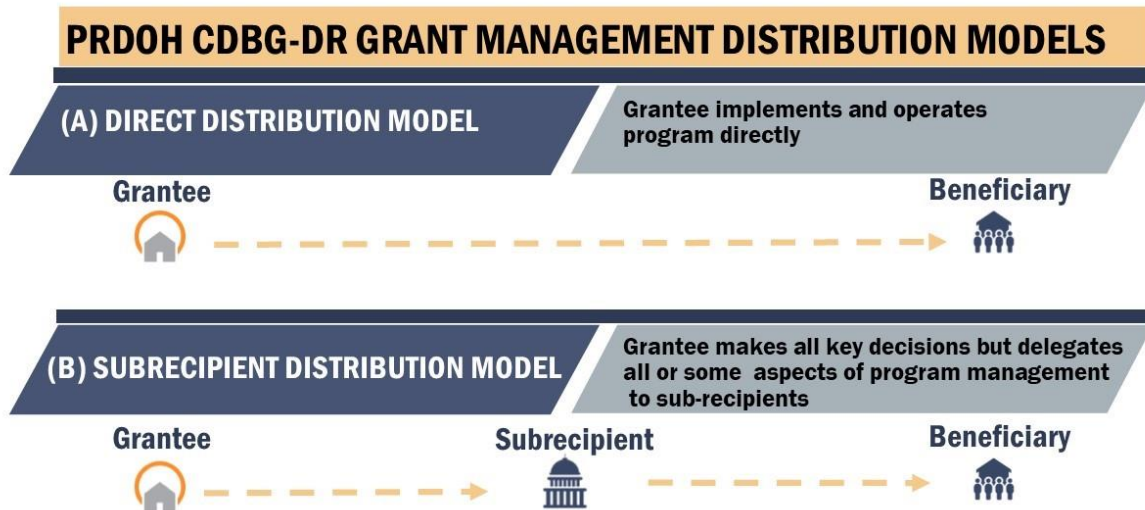 PRDOH CDBG-DR GRANT MANAGEMENT DISTRIBUTION MODELS
(A) DIRECT DISTRIBUTION MODEL
Grantee implements and operates
program directly
Grantee
Beneficiary
(B) SUBRECIPIENT DISTRIBUTION MODEL
Grantee makes all key decisions but delegates
all or some aspects of program management
to sub-recipients
Grantee
Subrecipient
Beneficiary